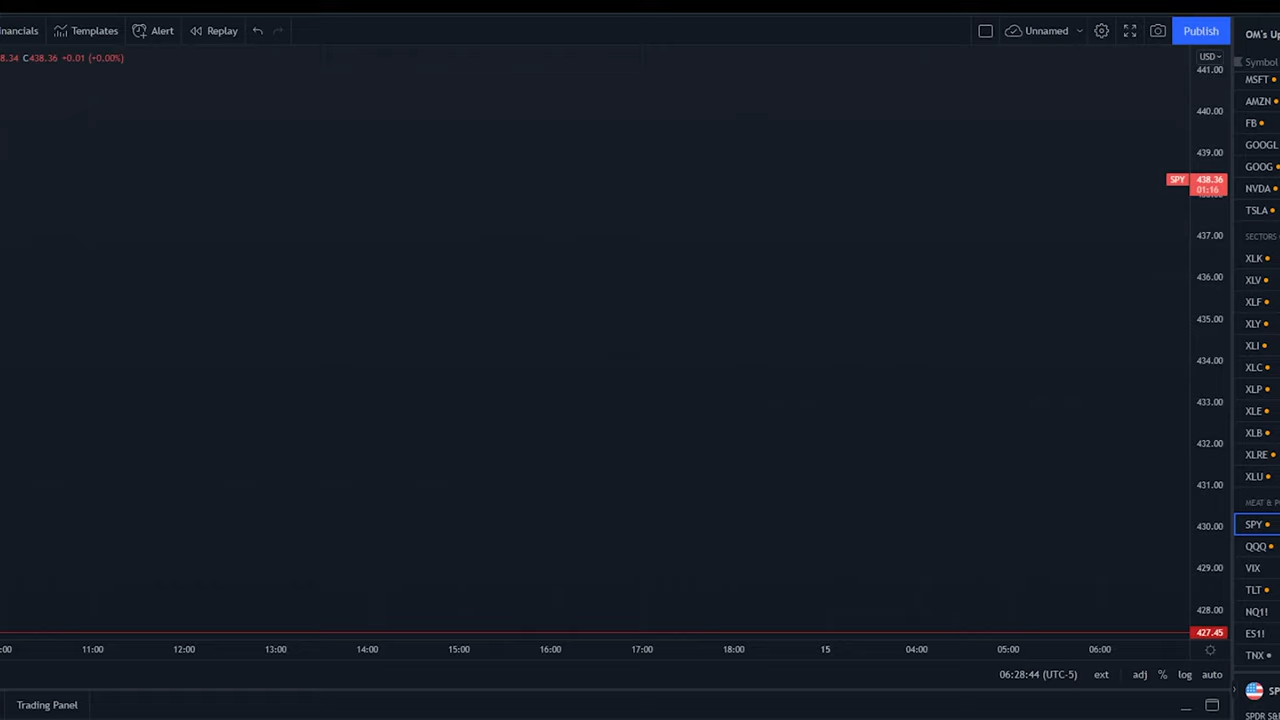 Templates Alert Replay Unnamed Publish
C438.36 +0.01 (+0.00%)
USD
441.00
440.00
439.00
SPY 438.36
01:16
437.00
436.00
435.00
434.00
433.00
432.00
431.00
430.00
429.00
428.00
427.45
11:00 12:00 13:00 14:00 15:00 16:00 17:00 18:00 15 04:00 05:00 06:00
06:28:44 (UTC-5) ext adj % log auto
Trading Panel
OM's
Symbol
MSFT
AMZN
FB
GOOGL
GOOG
NVDA
TSLA
SECTORS
XLK
XLV
XLF
XLY
XLI
XLC
XLP
XLE
XLB
XLRE
XLU
MEAT &
SPY
QQQ
VIX
TLT
NQ1!
ES1!
TNX
SPDR